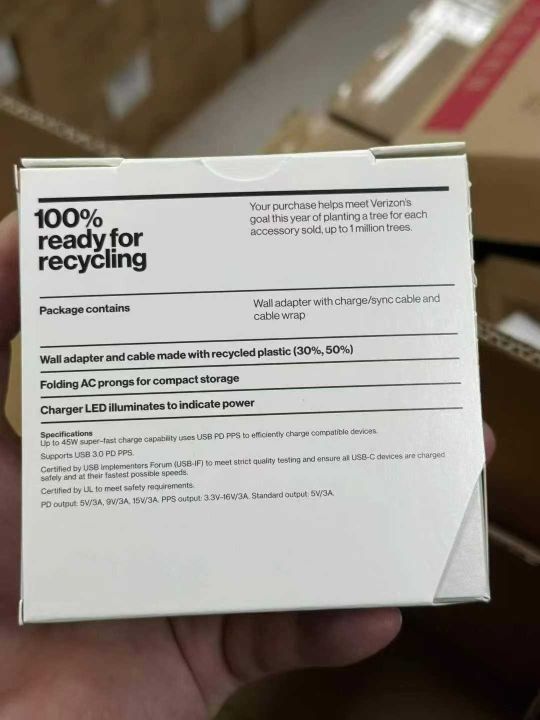 100%
ready for
recycling
Your purchase helps meet Verizon's
goal this year of planting a tree for each
accessory sold, up to 1 million trees.
Package contains
Wall adapter with charge/sync cable and
cable wrap
Wall adapter and cable made with recycled plastic (30%, 50%)
Folding AC prongs for compact storage
Charger LED illuminates to indicate power
Specifications
Up to 45W super-fast charge capability uses USB PD PPS to efficiently charge compatible devices.
Supports USB 3.0 PD PPS.
Certified by USB Implementers Forum (USB-IF) to meet strict quality testing and ensure all USB-C devices are charged
safely and at their fastest possible speeds.
Certified by UL to meet safety requirements.
PD output: 5V/3A, 9V/3A, 15V/3A. PPS output: 3.3V-16V/3A. Standard output: 5V/3A.